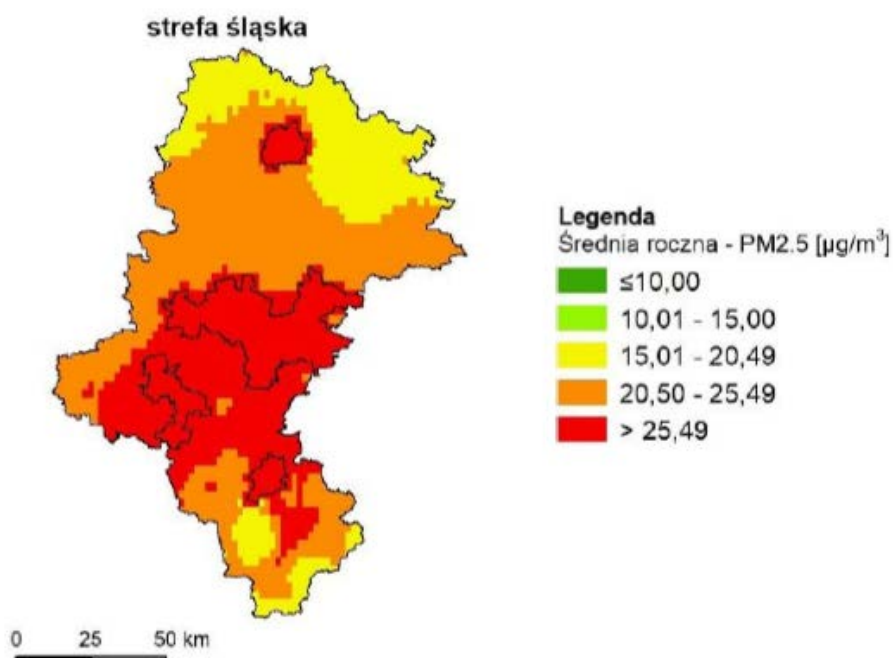 strefa śląska
Legenda
Średnia roczna - PM2.5 [µg/m³]
≤10,00
10,01 - 15,00
15,01 - 20,49
20,50 - 25,49
> 25,49
0 25 50 km